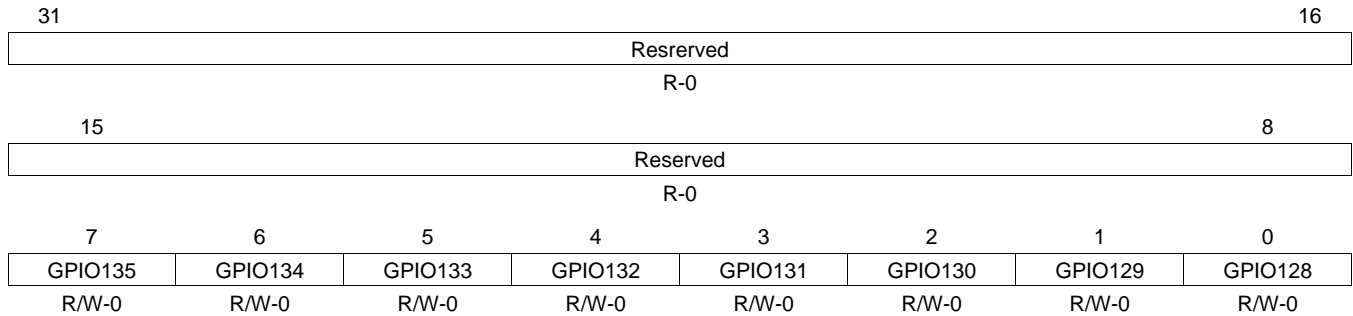 31 16
Resrerved
R-0
15 8
Reserved
R-0
7 6 5 4 3 2 1 0
GPIO135 GPIO134 GPIO133 GPIO132 GPIO131 GPIO130 GPIO129 GPIO128
R/W-0 R/W-0 R/W-0 R/W-0 R/W-0 R/W-0 R/W-0 R/W-0